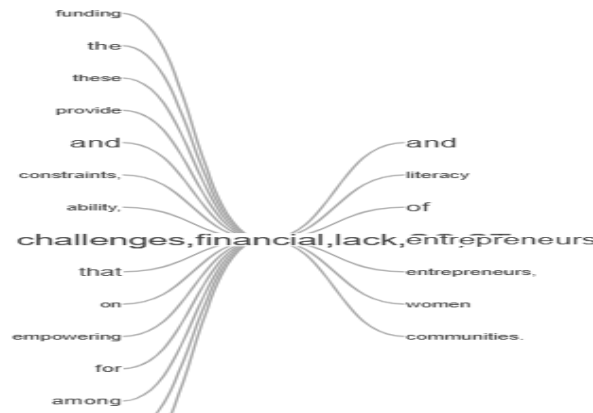 funding
the
these
provide
and and
constraints, literacy
ability, of
challenges,financial,lack, entrepreneurs
that entrepreneurs,
on women
empowering communities.
for
among